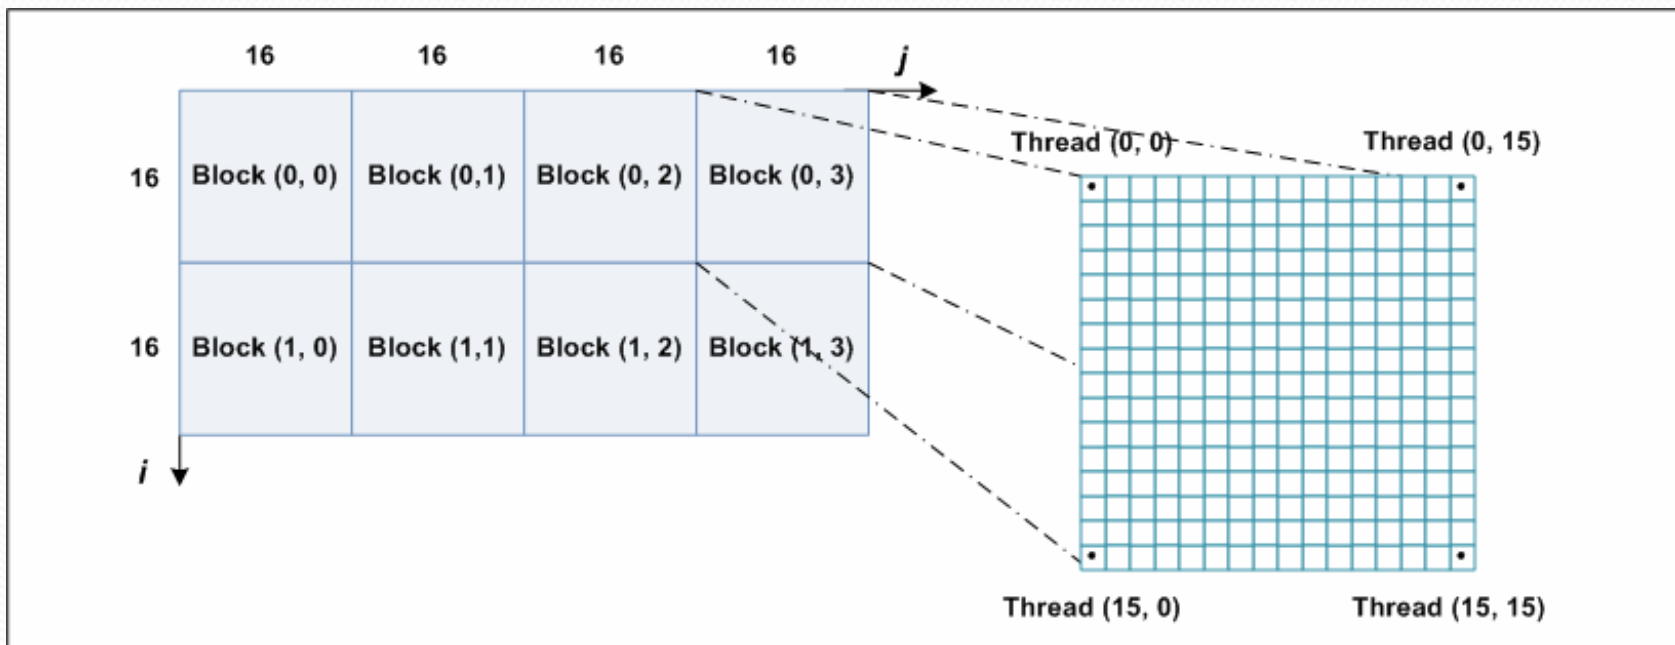 16 16 16 16 j
Thread (0, 0) Thread (0, 15)
16 Block (0, 0) Block (0,1) Block (0, 2) Block (0, 3)
16 Block (1, 0) Block (1,1) Block (1, 2) Block (1, 3)
i
Thread (15, 0) Thread (15, 15)